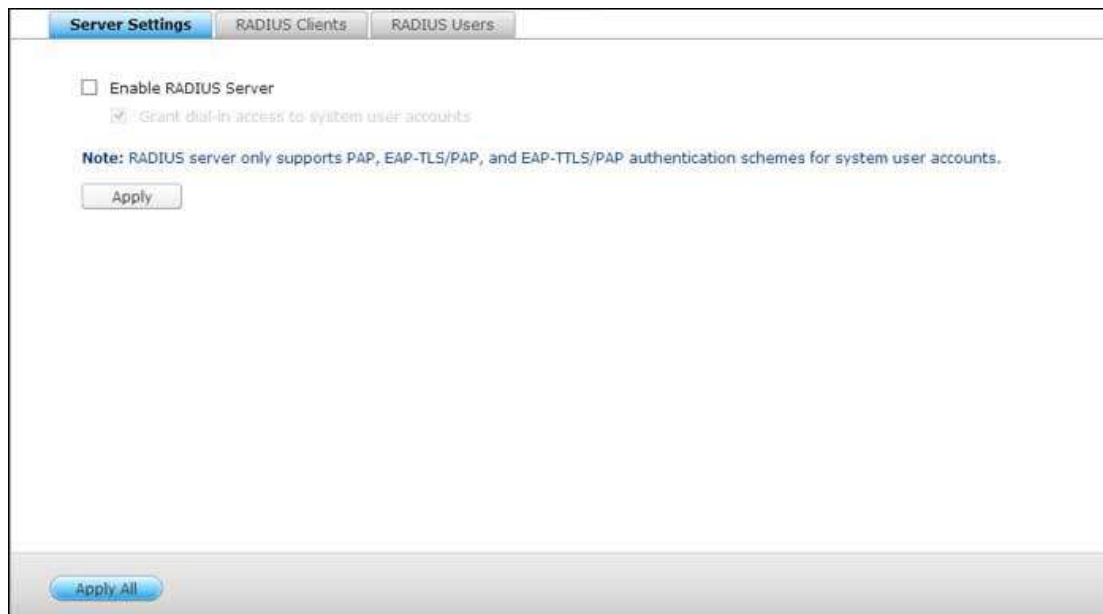 Server Settings RADIUS Clients RADIUS Users
Enable RADIUS Server
Grant dial-in access to system user accounts
Note: RADIUS server only supports PAP, EAP-TLS/PAP, and EAP-TTLS/PAP authentication schemes for system user accounts.
Apply
Apply All